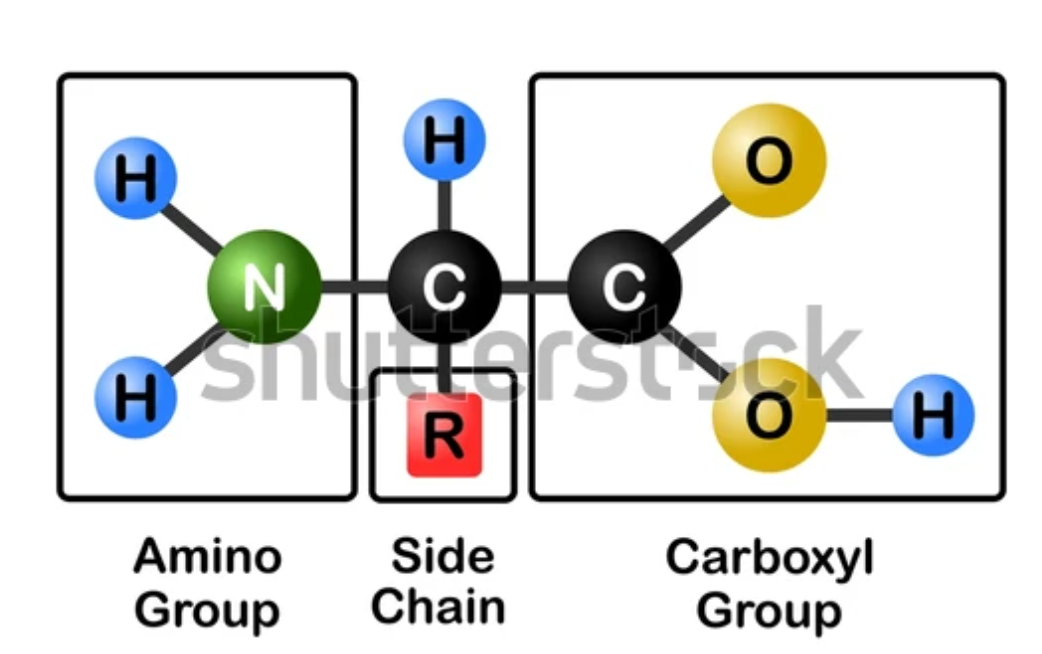 H
H
O
N
C
C
H
R
O
H
shutterstock
Amino
Group
Side
Chain
Carboxyl
Group